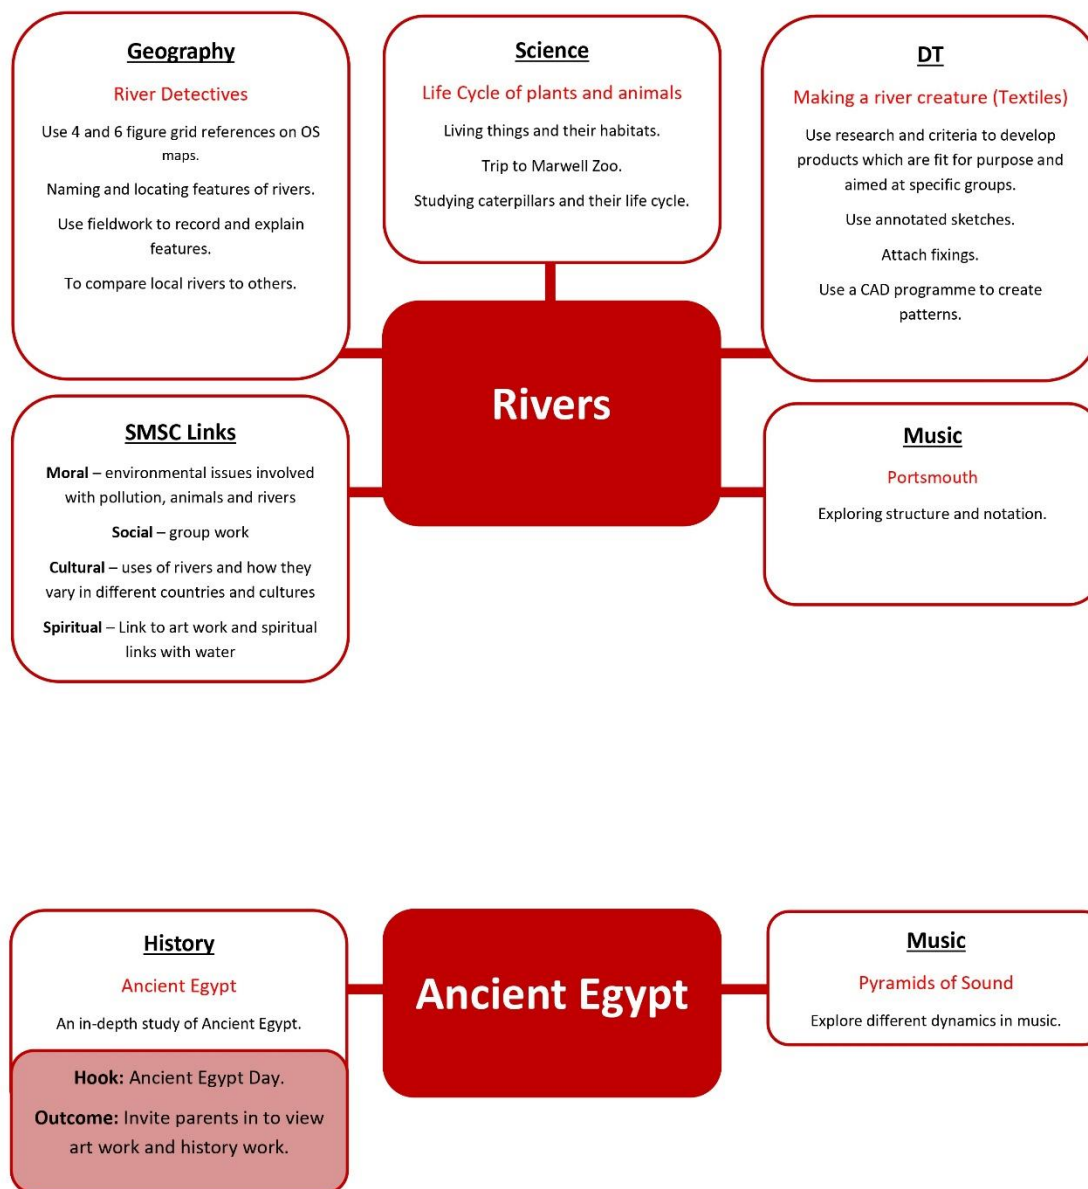 Geography
River Detectives
Use 4 and 6 figure grid references on OS
maps.
Naming and locating features of rivers.
Use fieldwork to record and explain
features.
To compare local rivers to others.
Science
Life Cycle of plants and animals
Living things and their habitats.
Trip to Marwell Zoo.
Studying caterpillars and their life cycle.
DT
Making a river creature (Textiles)
Use research and criteria to develop
products which are fit for purpose and
aimed at specific groups.
Use annotated sketches.
Attach fixings.
Use a CAD programme to create
patterns.
Rivers
SMSC Links
Moral – environmental issues involved
with pollution, animals and rivers
Social – group work
Cultural – uses of rivers and how they
vary in different countries and cultures
Spiritual – Link to art work and spiritual
links with water
Music
Portsmouth
Exploring structure and notation.
History
Ancient Egypt
An in-depth study of Ancient Egypt.
Hook: Ancient Egypt Day.
Outcome: Invite parents in to view
art work and history work.
Ancient Egypt
Music
Pyramids of Sound
Explore different dynamics in music.